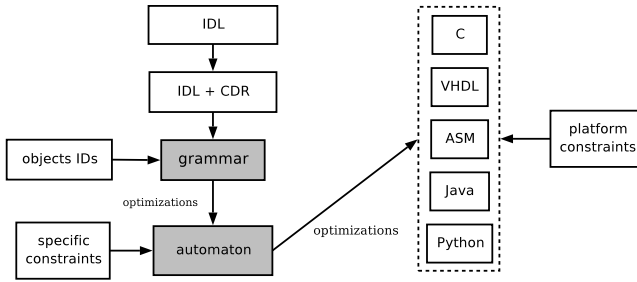 IDL
IDL + CDR
objects IDs
grammar
optimizations
specific
constraints
automaton
optimizations
C
VHDL
ASM
Java
Python
platform
constraints